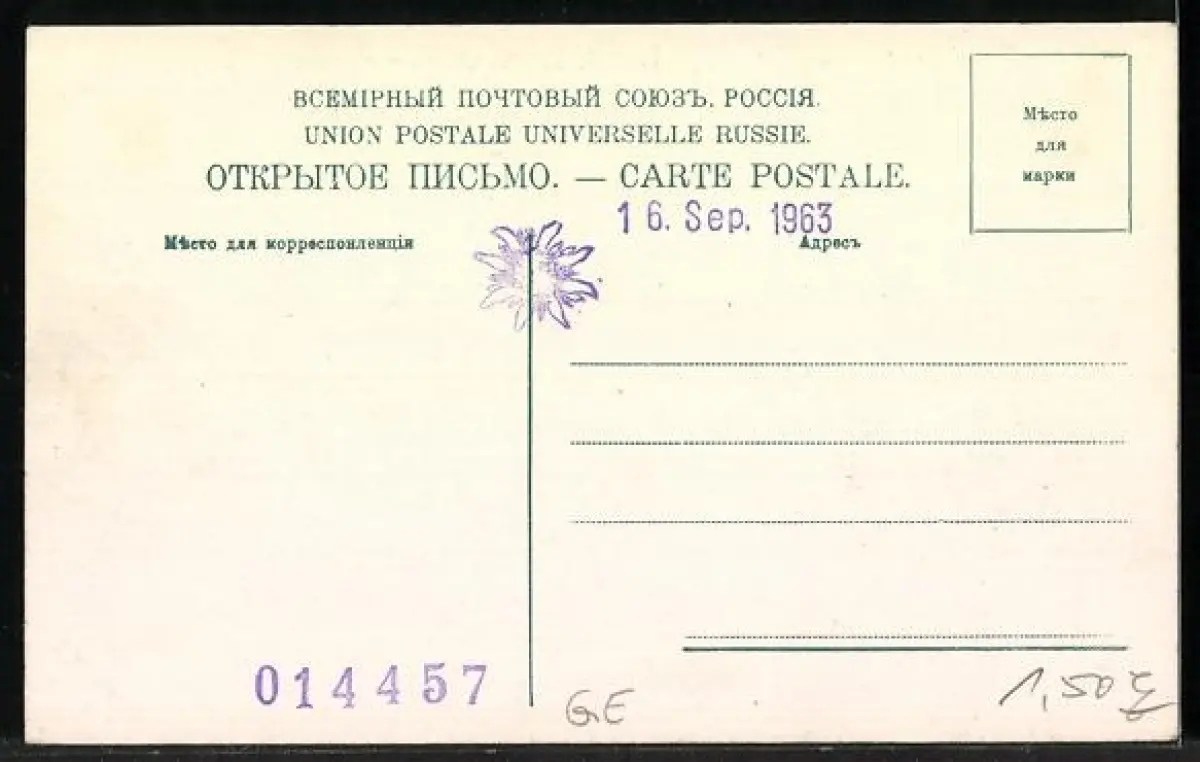 ВСЕМІРНЫЙ ПОЧТОВЫЙ СОЮЗЪ. РОССІЯ.
UNION POSTALE UNIVERSELLE RUSSIE.
ОТКРЫТОЕ ПИСЬМО. — CARTE POSTALE.
Мѣсто
для
марки
16. Sep. 1963
Мѣсто для корреспонденціи
Адресъ
014457
GE
1,50